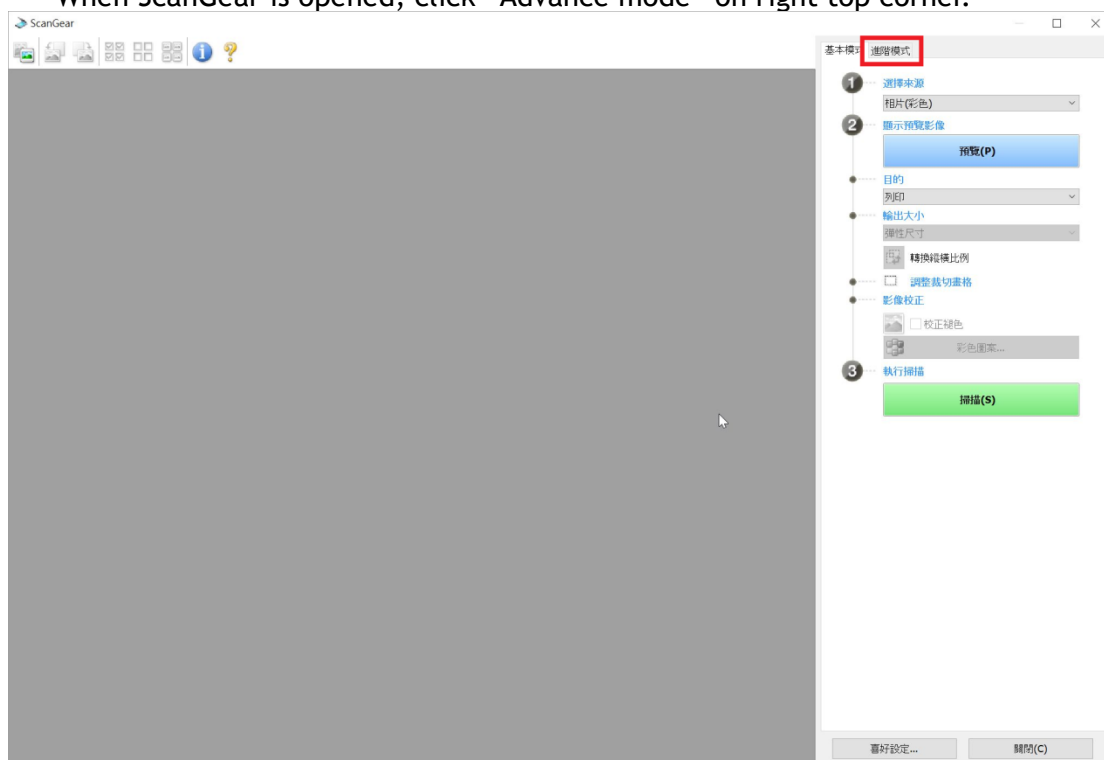 When ScanGear is opened, click "Advance mode" on right top corner.
ScanGear
基本模式 進階模式
1 選擇來源
相片(彩色)
2 顯示預覽影像
預覽(P)
目的
列印
輸出大小
彈性尺寸
轉換縱橫比例
調整裁切畫格
影像校正
校正褪色
彩色圖案...
3 執行掃描
掃描(S)
喜好設定... 關閉(C)